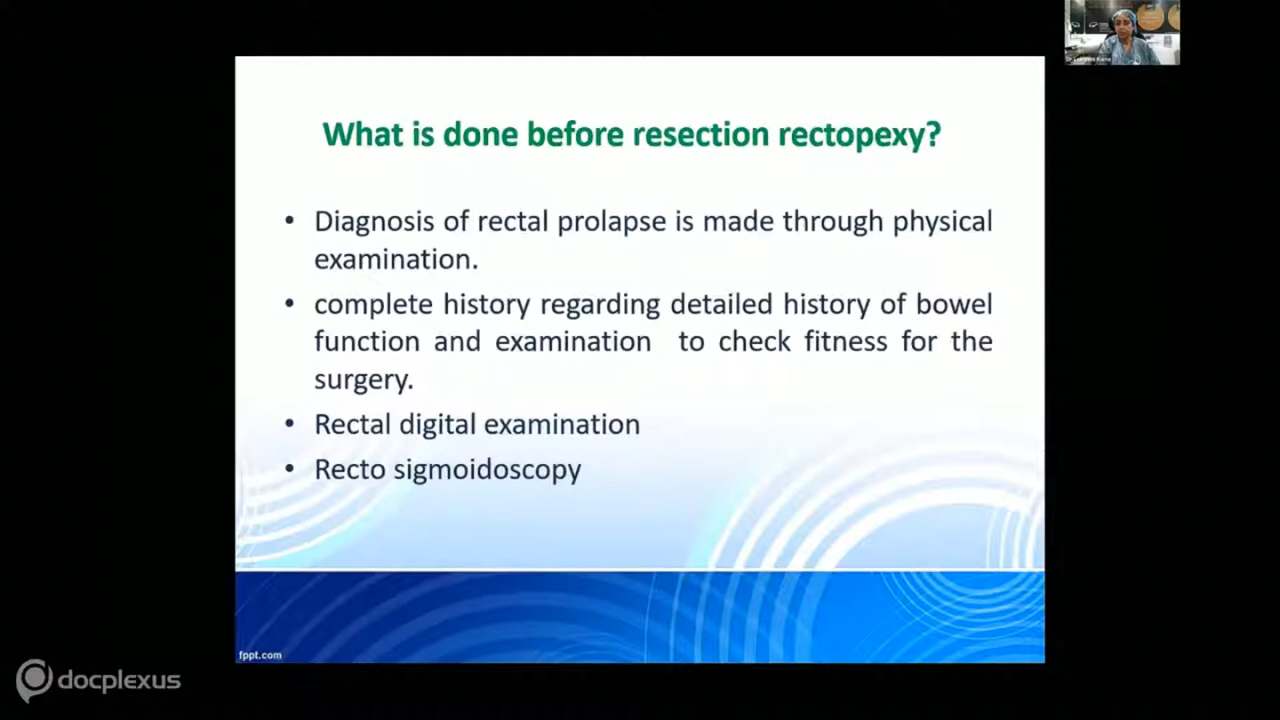 What is done before resection rectopexy?
• Diagnosis of rectal prolapse is made through physical
examination.
• complete history regarding detailed history of bowel
function and examination to check fitness for the
surgery.
• Rectal digital examination
• Recto sigmoidoscopy
fppt.com
docplexus